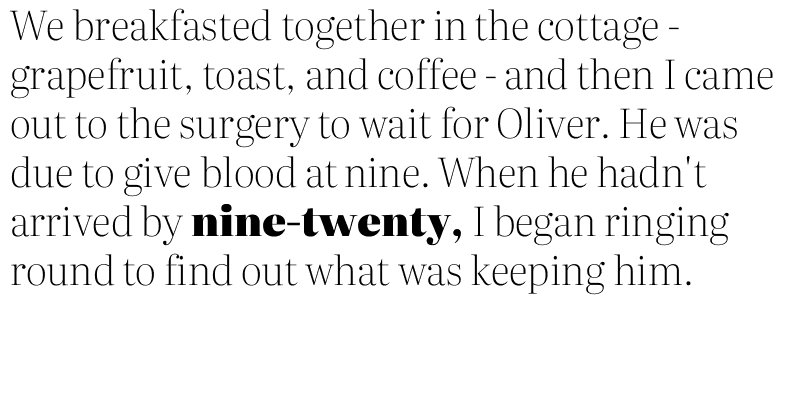 We breakfasted together in the cottage -
grapefruit, toast, and coffee - and then I came
out to the surgery to wait for Oliver. He was
due to give blood at nine. When he hadn't
arrived by nine-twenty, I began ringing
round to find out what was keeping him.